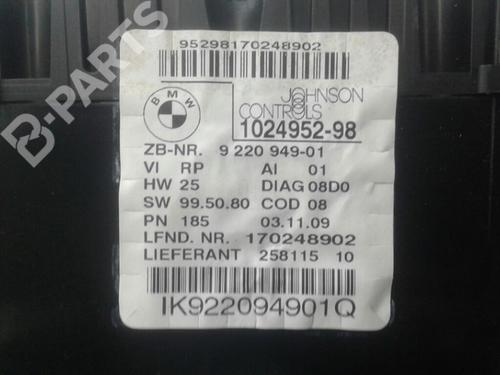 95298170248902
BMW
JOHNSON
CONTROLS
1024952-98
ZB-NR. 9 220 949-01
VI RP AI 01
HW 25 DIAG 08D0
SW 99.50.80 COD 08
PN 185 03.11.09
LFND. NR. 170248902
LIEFERANT 258115 10
IK922094901Q
B-PARTS